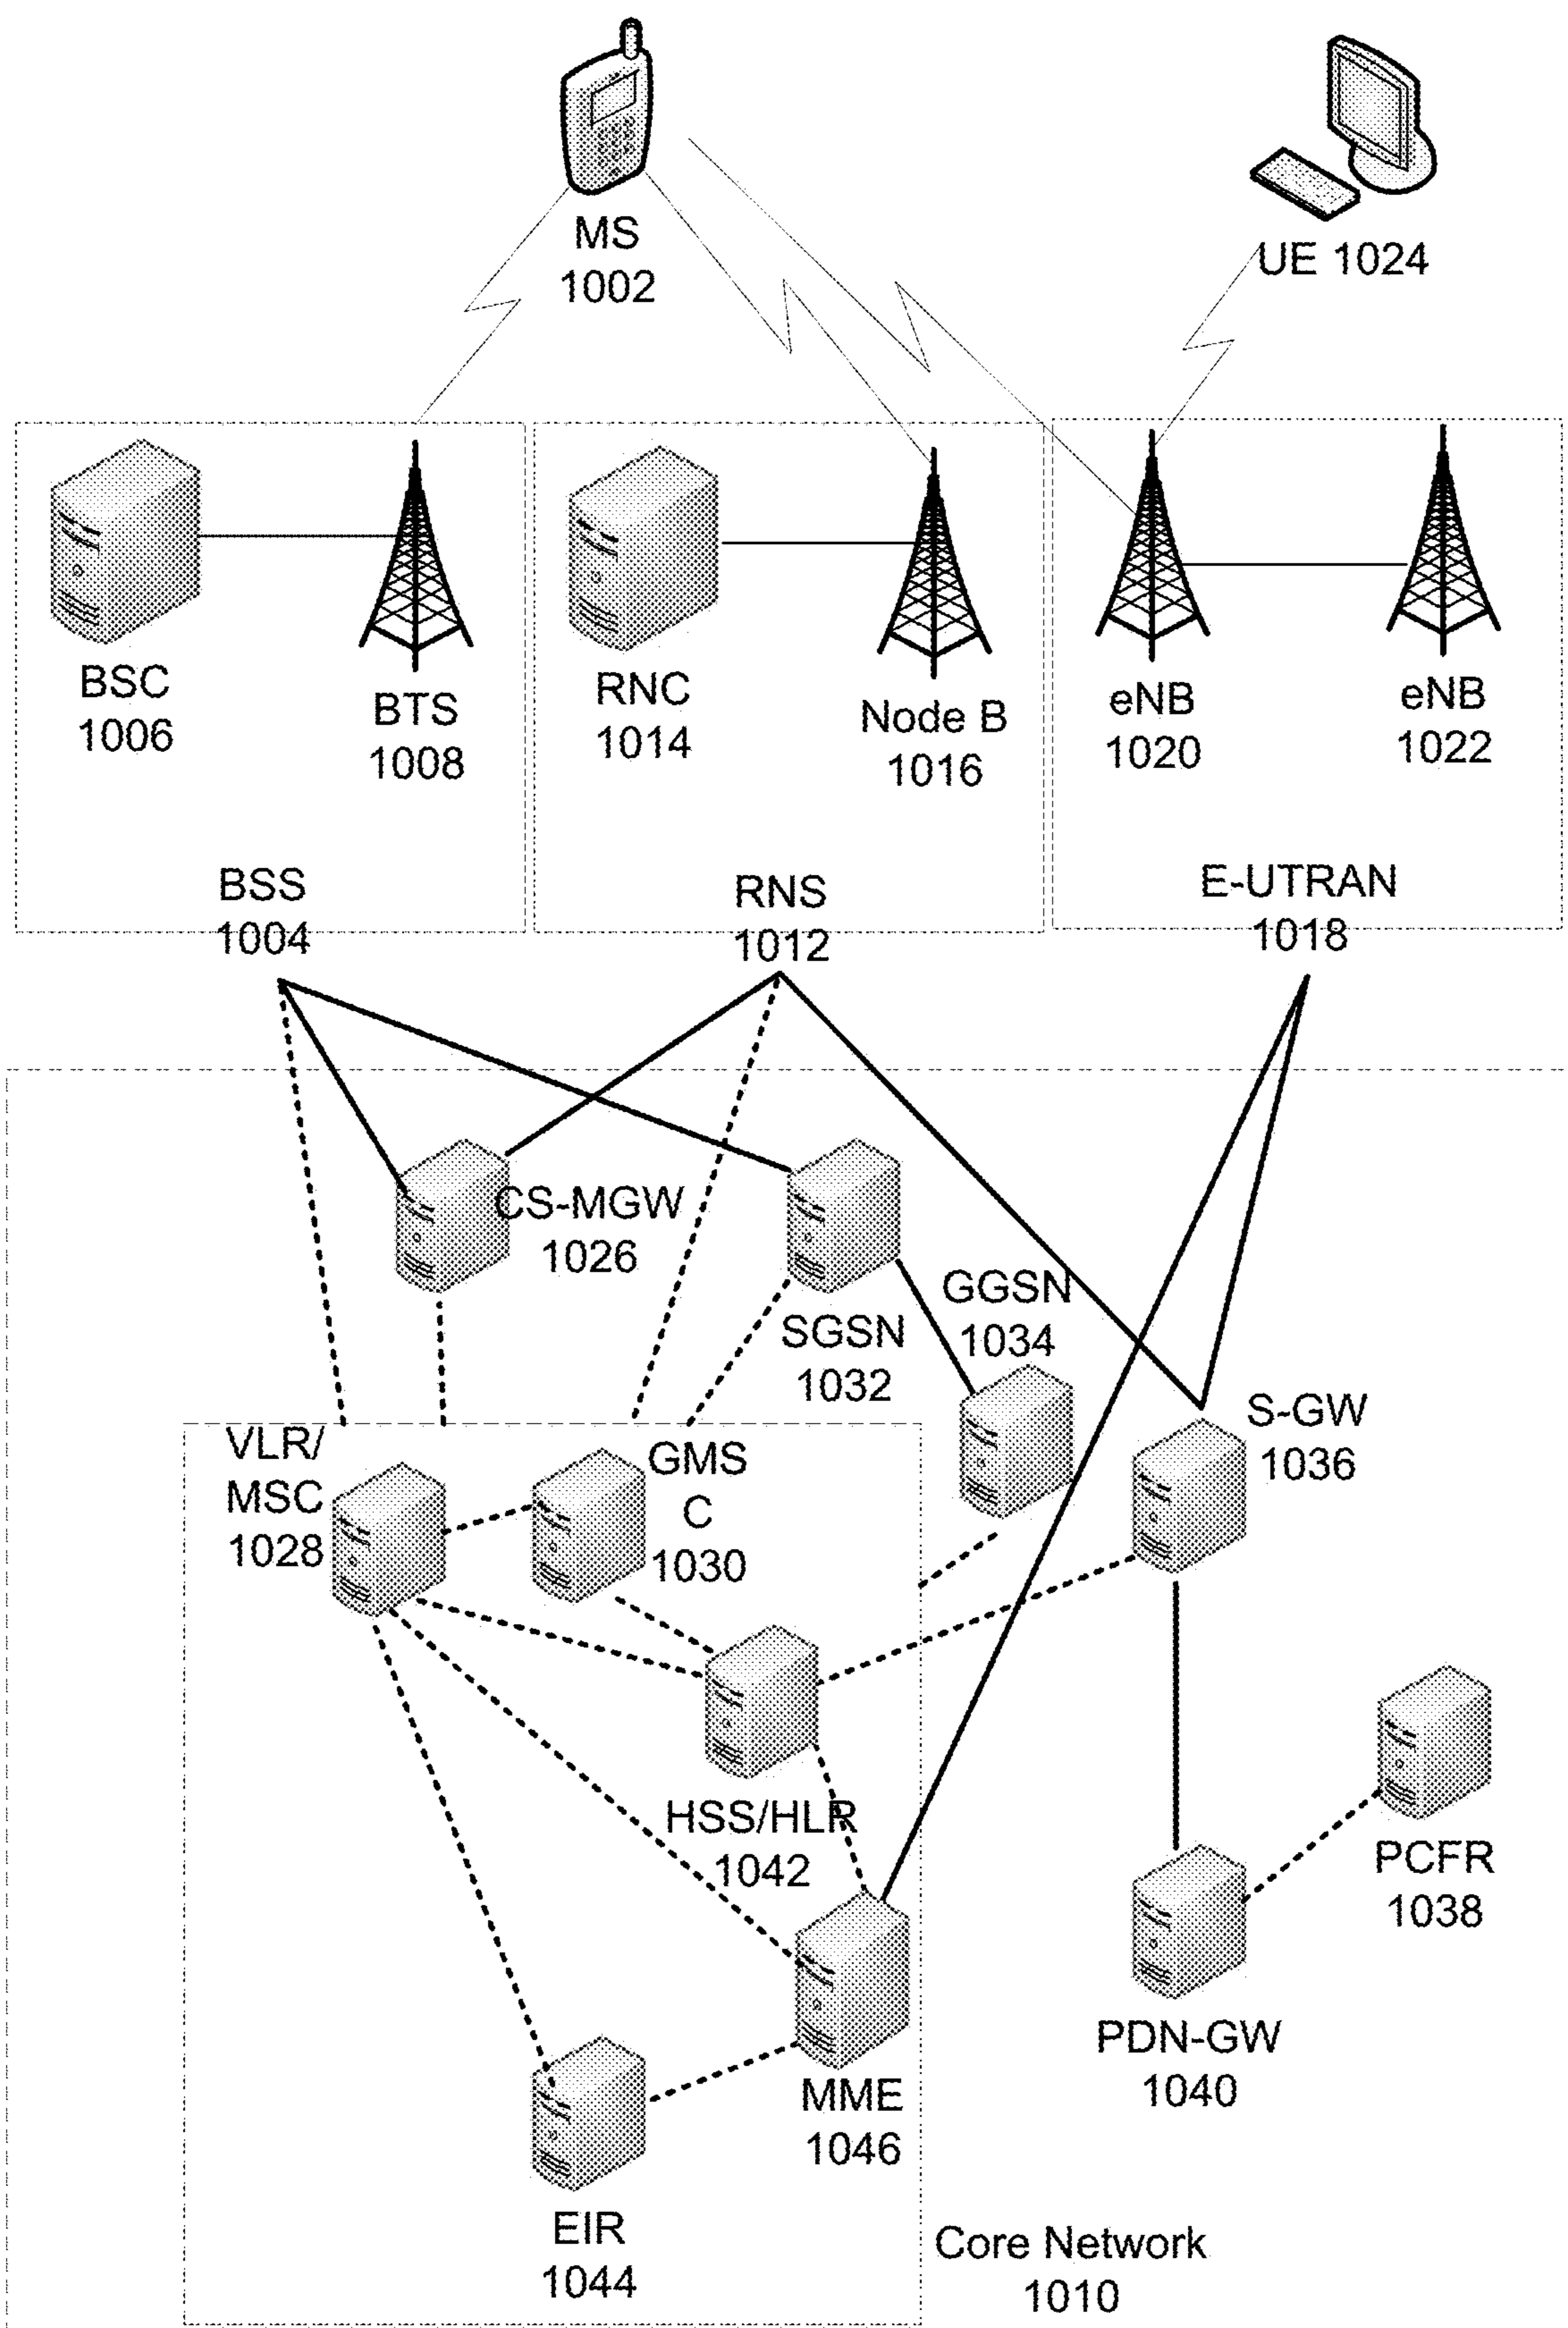 MS
1002
UE 1024
BSC
1006
BTS
1008
RNC
1014
Node B
1016
eNB
1020
eNB
1022
BSS
1004
RNS
1012
E-UTRAN
1018
CS-MGW
1026
SGSN
1032
GGSN
1034
S-GW
1036
VLR/
MSC
1028
GMS
C
1030
HSS/HLR
1042
PCFR
1038
PDN-GW
1040
MME
1046
EIR
1044
Core Network
1010